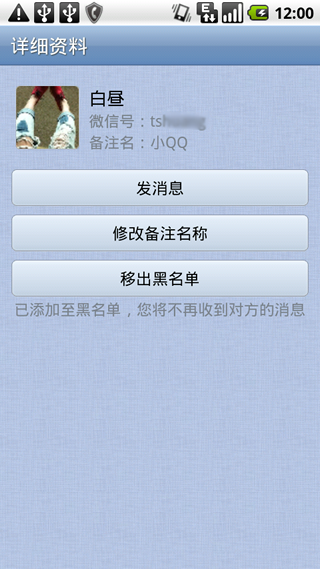 12:00
详细资料
白昼
微信号：ts
备注名：小QQ
发消息
修改备注名称
移出黑名单
已添加至黑名单，您将不再收到对方的消息